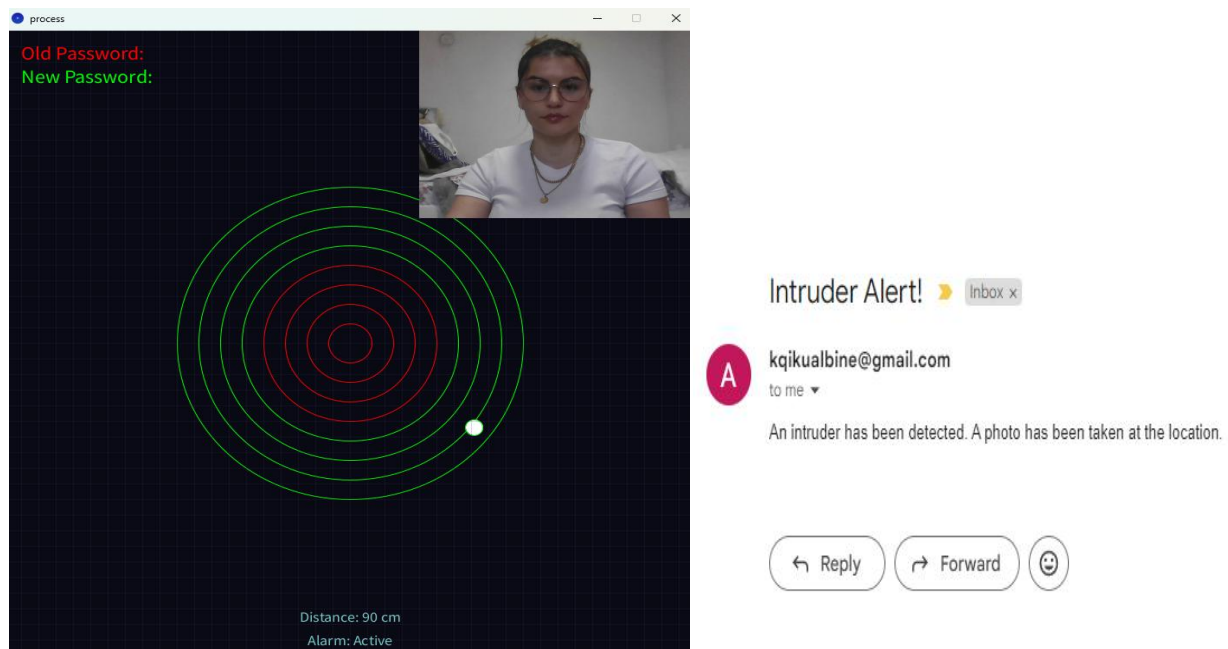 process
Old Password:
New Password:
Distance: 90 cm
Alarm: Active
Intruder Alert! Inbox ×
A
kqikualbine@gmail.com
to me
An intruder has been detected. A photo has been taken at the location.
Reply Forward